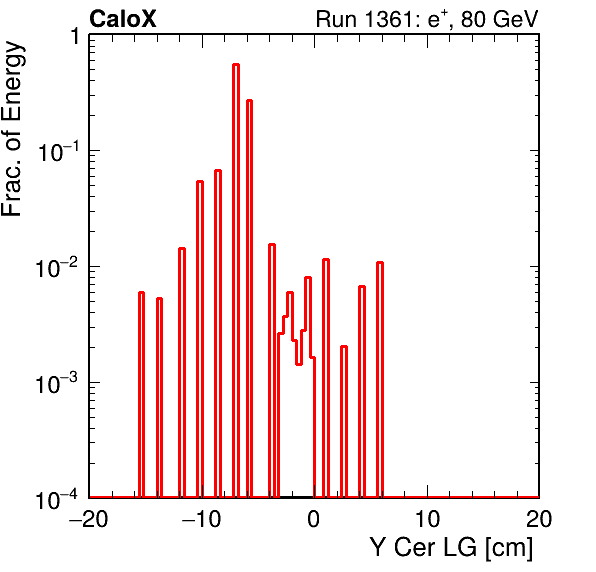 CaloX Run 1361: e⁺, 80 GeV
Frac. of Energy
1
10⁻¹
10⁻²
10⁻³
10⁻⁴
−20 −10 0 10 20
Y Cer LG [cm]